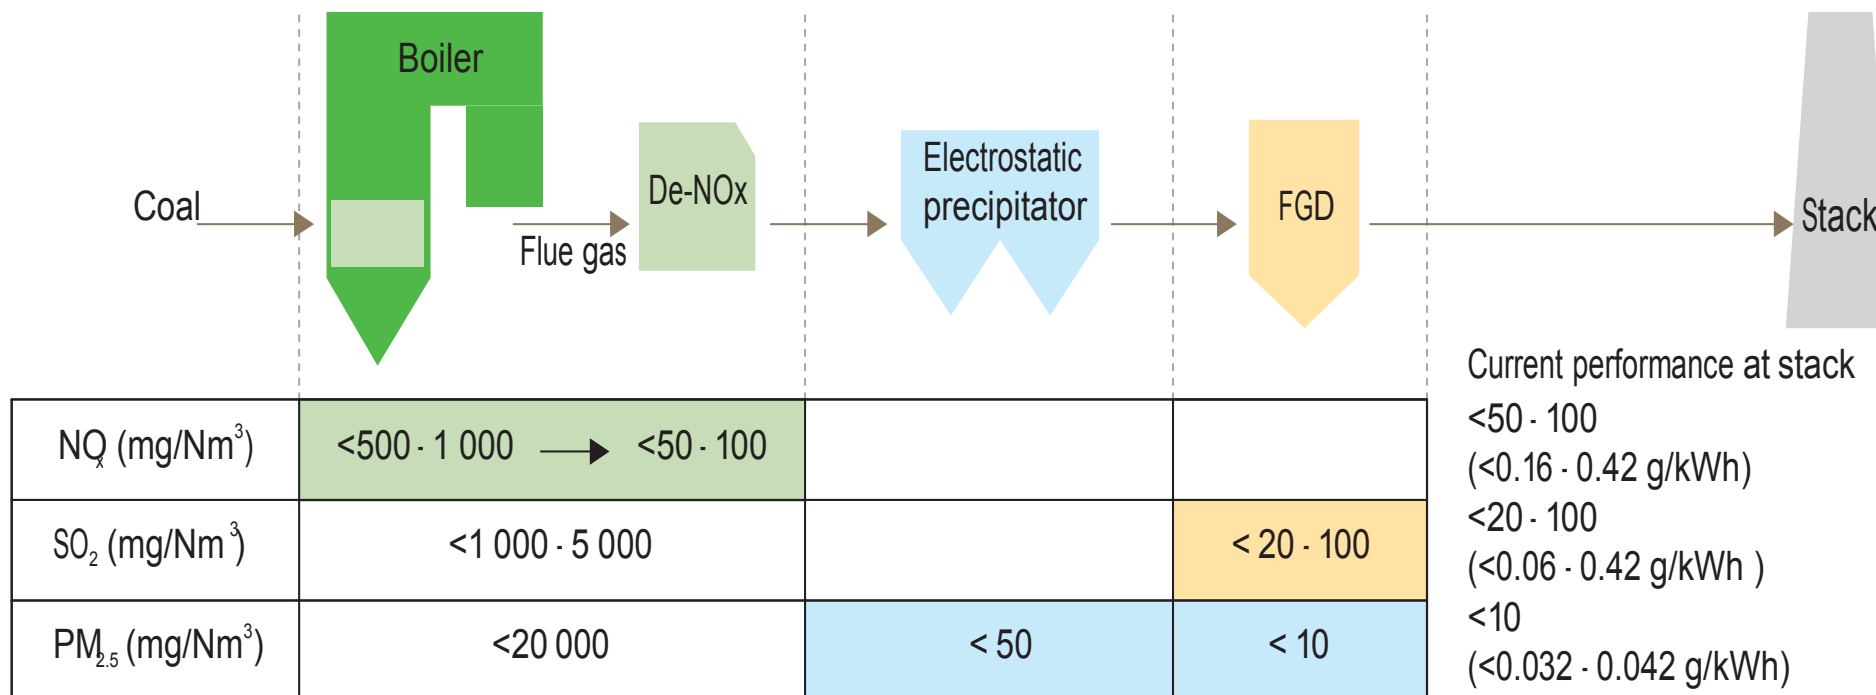 Boiler
Coal
Flue gas
De-NOx
Electrostatic
precipitator
FGD
Stack
Current performance at stack
NOx (mg/Nm³)
<500 - 1 000
<50 - 100
<50 - 100
(<0.16 - 0.42 g/kWh)
SO₂ (mg/Nm³)
<1 000 - 5 000
< 20 - 100
<20 - 100
(<0.06 - 0.42 g/kWh )
PM₂.₅ (mg/Nm³)
<20 000
< 50
< 10
<10
(<0.032 - 0.042 g/kWh)